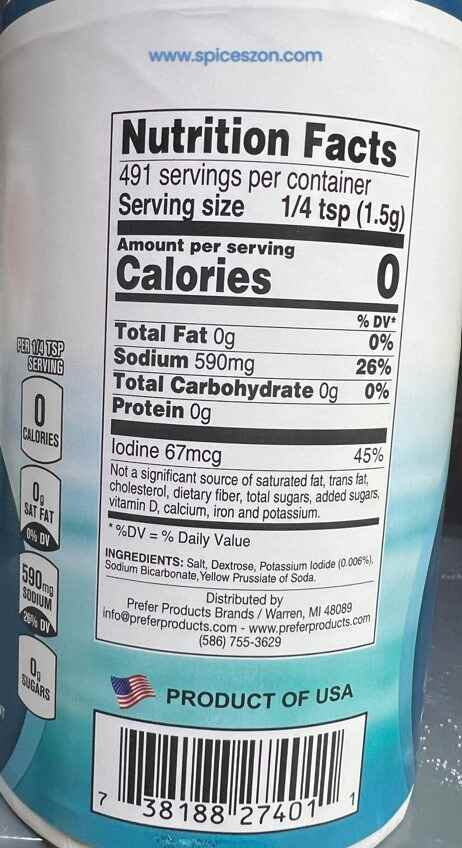 www.spiceszon.com
Nutrition Facts
491 servings per container
Serving size 1/4 tsp (1.5g)
Amount per serving
Calories 0
% DV*
Total Fat 0g 0%
Sodium 590mg 26%
Total Carbohydrate 0g 0%
Protein 0g
Iodine 67mcg 45%
Not a significant source of saturated fat, trans fat,
cholesterol, dietary fiber, total sugars, added sugars,
vitamin D, calcium, iron and potassium.
*%DV = % Daily Value
INGREDIENTS: Salt, Dextrose, Potassium Iodide (0.006%),
Sodium Bicarbonate, Yellow Prussiate of Soda.
Distributed by
Prefer Products Brands / Warren, MI 48089
info@preferproducts.com - www.preferproducts.com
(586) 755-3629
PER 1/4 TSP
SERVING
0
CALORIES
0g
SAT FAT
0% DV
590mg
SODIUM
26% DV
0g
SUGARS
PRODUCT OF USA
7 38188 27401 1